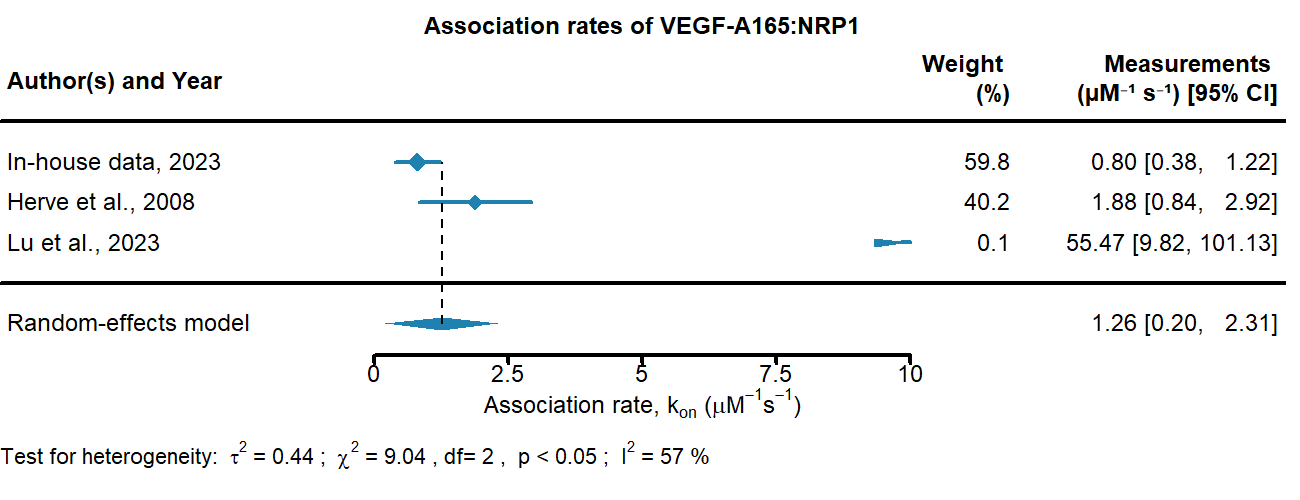 Association rates of VEGF-A165:NRP1
Author(s) and Year Weight (%) Measurements (μM⁻¹ s⁻¹) [95% CI]
In-house data, 2023 59.8 0.80 [0.38, 1.22]
Herve et al., 2008 40.2 1.88 [0.84, 2.92]
Lu et al., 2023 0.1 55.47 [9.82, 101.13]
Random-effects model 1.26 [0.20, 2.31]
0 2.5 5 7.5 10
Association rate, kₒₙ (μM⁻¹s⁻¹)
Test for heterogeneity: τ² = 0.44 ; χ² = 9.04 , df= 2 , p < 0.05 ; I² = 57 %